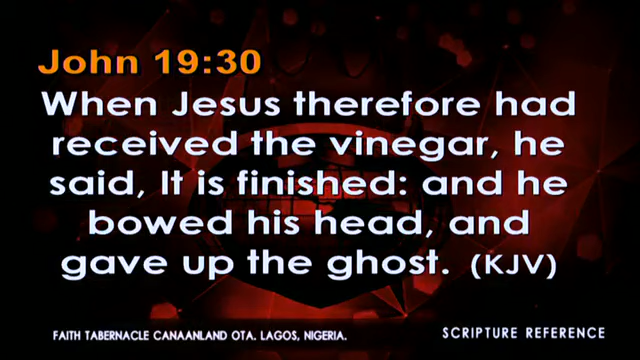 John 19:30
When Jesus therefore had
received the vinegar, he
said, It is finished: and he
bowed his head, and
gave up the ghost. (KJV)
FAITH TABERNACLE CANAANLAND OTA. LAGOS, NIGERIA.
SCRIPTURE REFERENCE